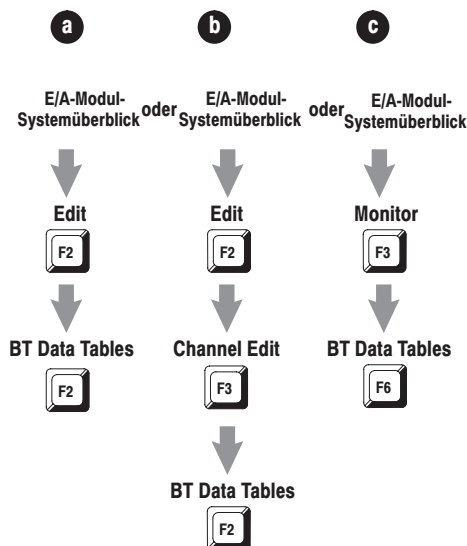 a b c
E/A-Modul- E/A-Modul- E/A-Modul-
Systemüberblick oder Systemüberblick oder Systemüberblick
Edit Edit Monitor
F2 F2 F3
BT Data Tables Channel Edit BT Data Tables
F2 F3 F6
BT Data Tables
F2